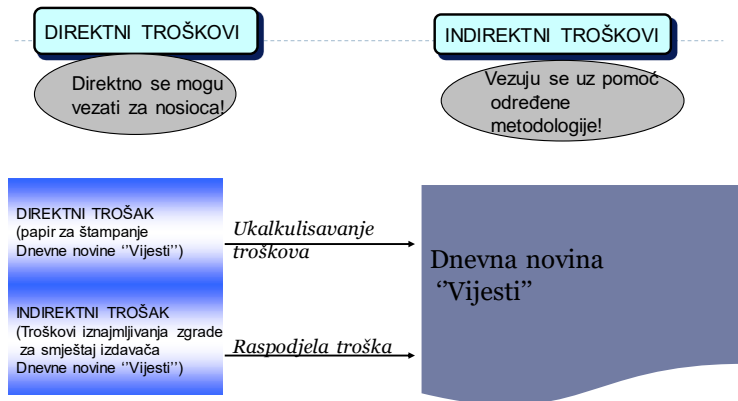 DIREKTNI TROŠKOVI
INDIREKTNI TROŠKOVI
Direktno se mogu
vezati za nosioca!
Vezuju se uz pomoć
određene
metodologije!
DIREKTNI TROŠAK
(papir za štampanje
Dnevne novine ‘’Vijesti’’)
Ukalkulisavanje
troškova
Dnevna novina
‘’Vijesti’’
INDIREKTNI TROŠAK
(Troškovi iznajmljivanja zgrade
za smještaj izdavača
Dnevne novine ‘’Vijesti’’)
Raspodjela troška